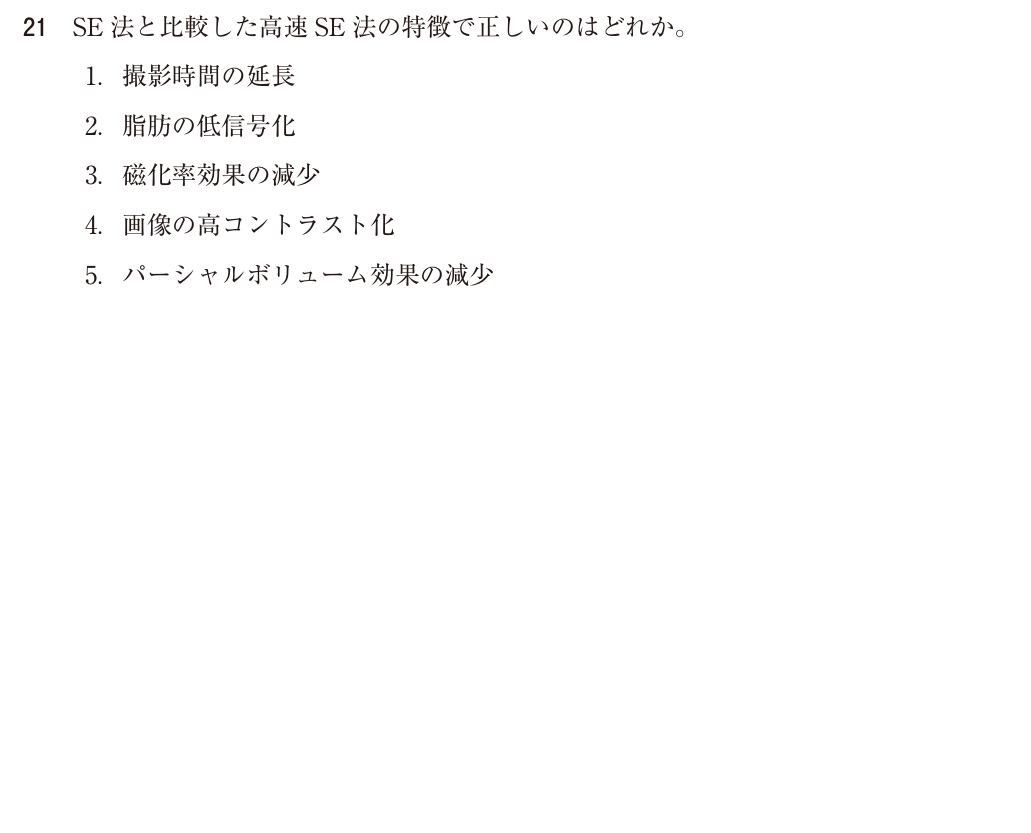 21 SE 法と比較した高速 SE 法の特徴で正しいのはどれか。
1. 撮影時間の延長
2. 脂肪の低信号化
3. 磁化率効果の減少
4. 画像の高コントラスト化
5. パーシャルボリューム効果の減少